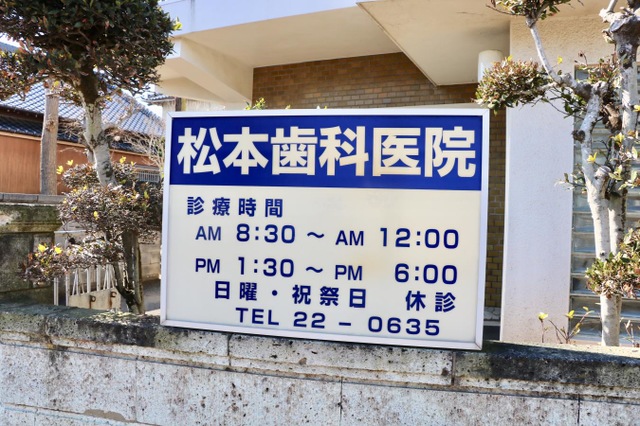 松本歯科医院
診療時間
AM 8:30 〜 AM 12:00
PM 1:30 〜 PM 6:00
日曜・祝祭日 休診
TEL 22-0635